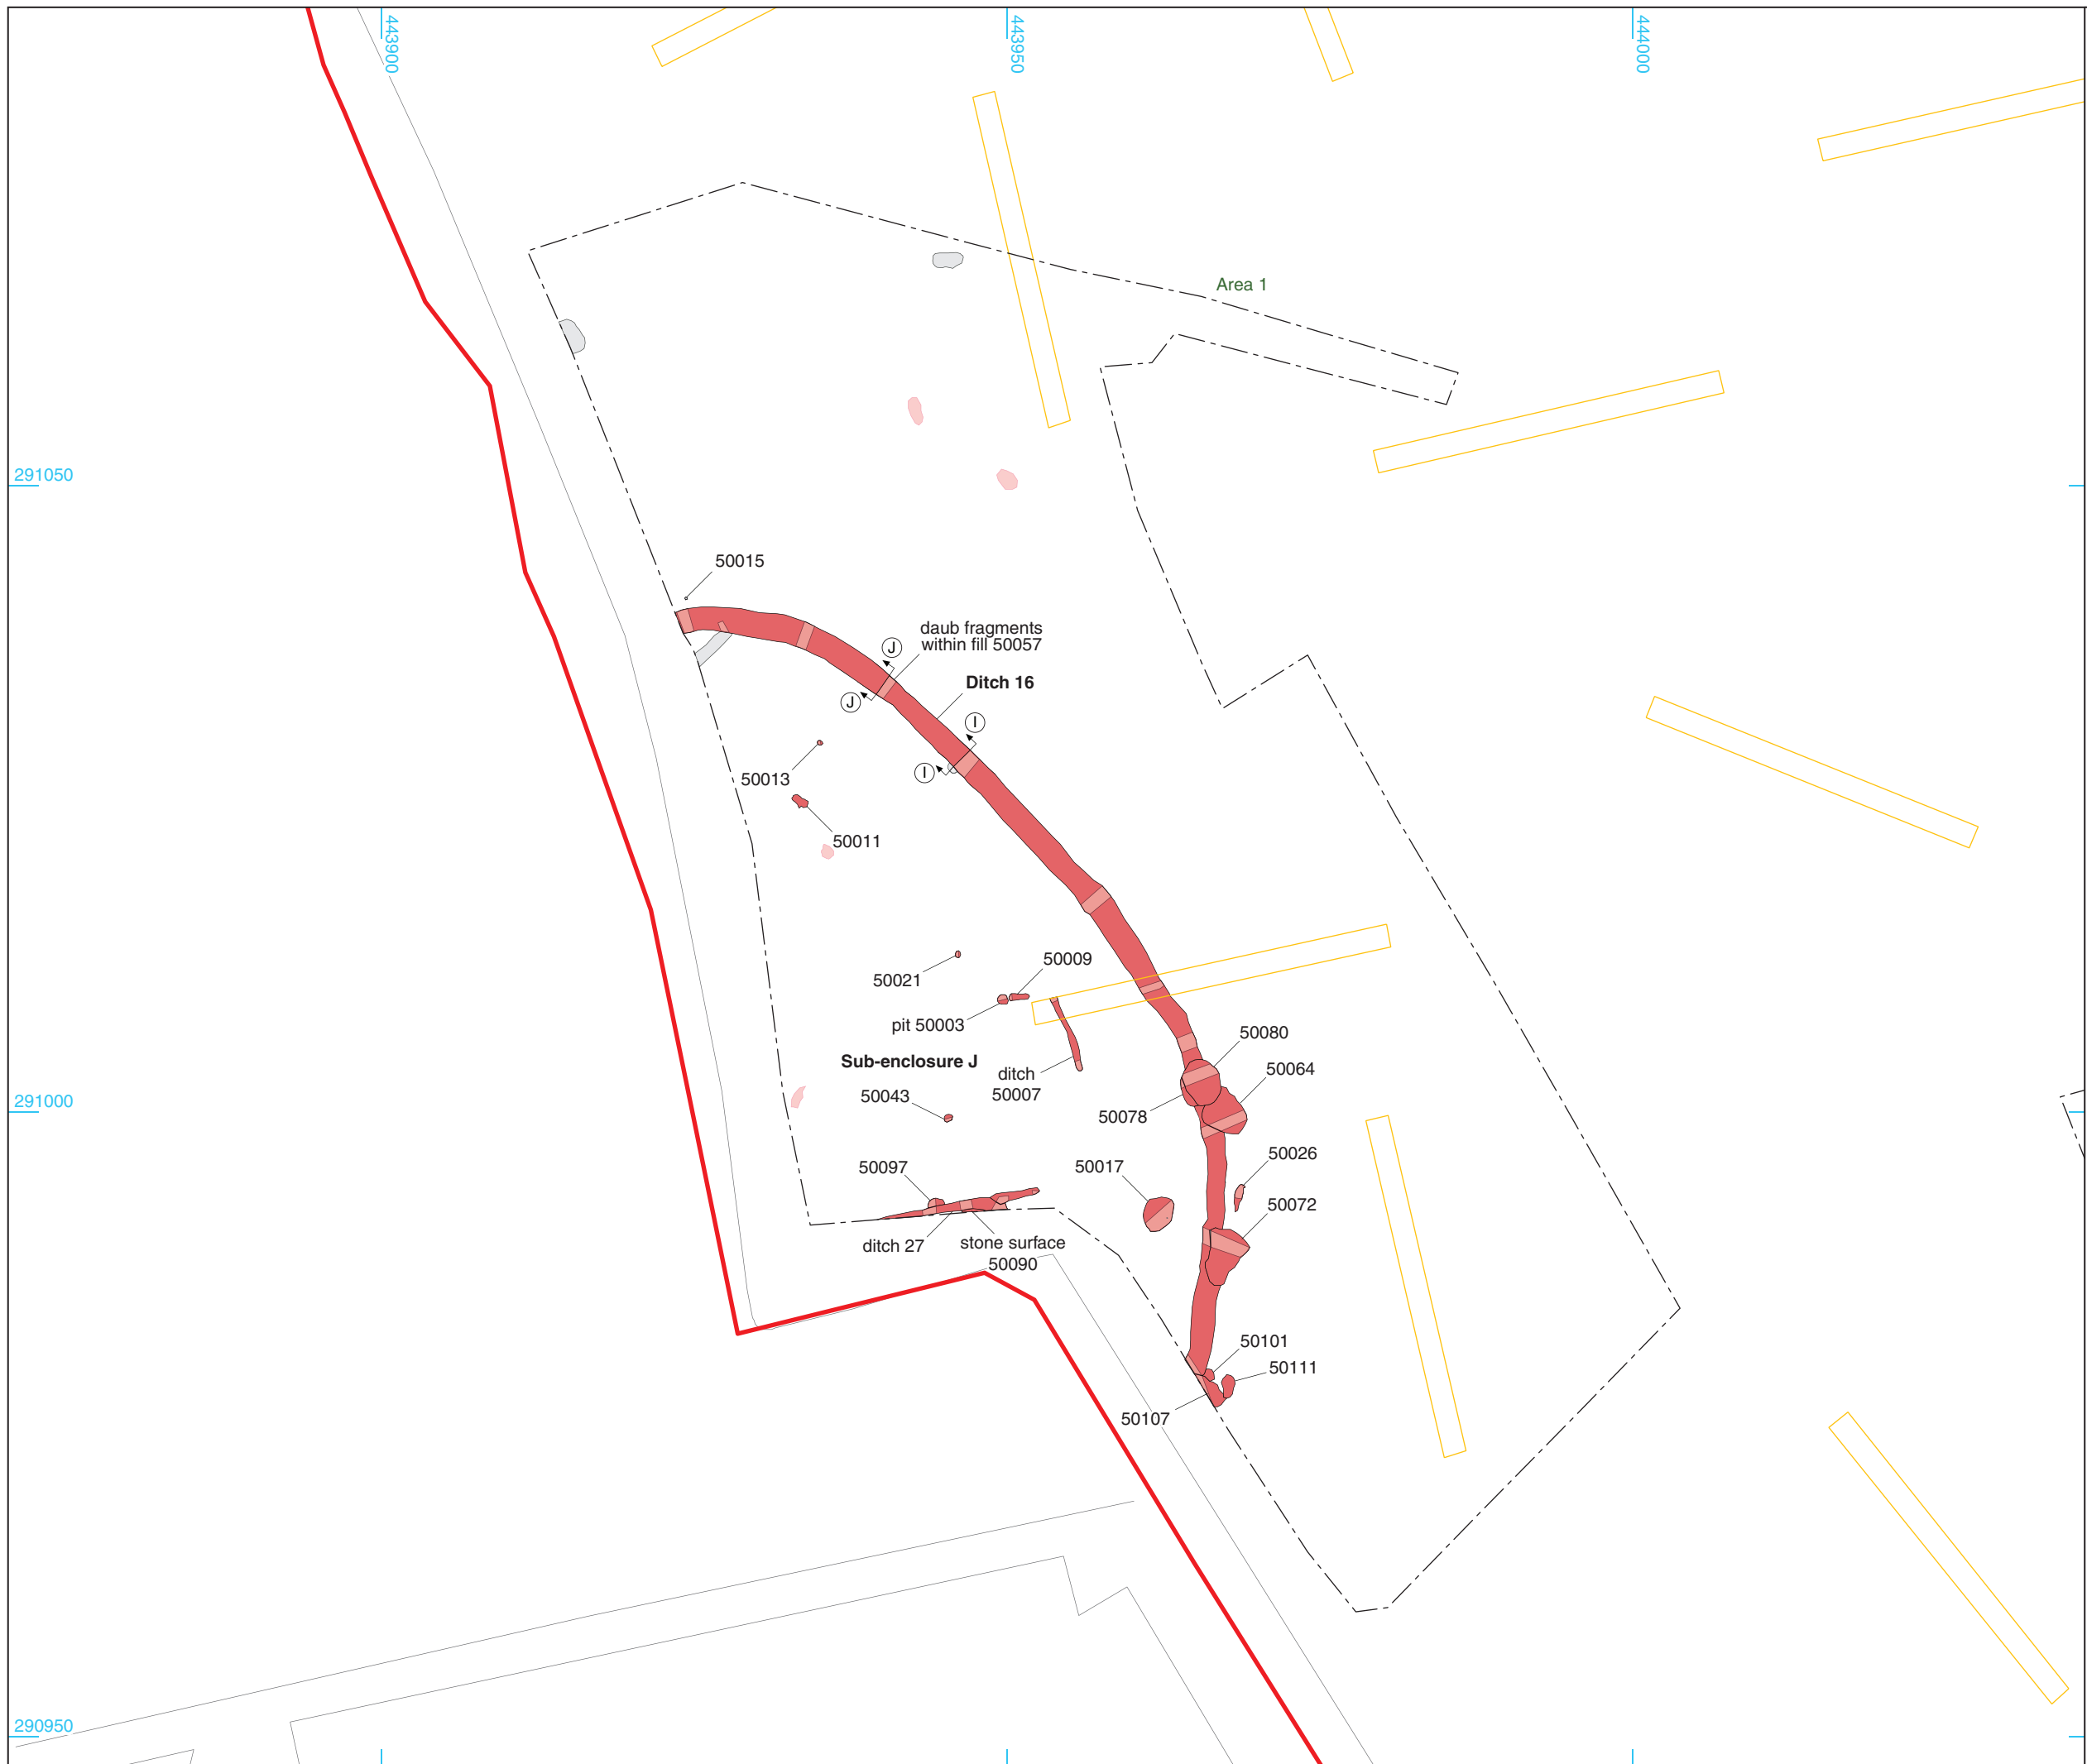 443900
443950
444000
Area 1
291050
50015
daub fragments
within fill 50057
J
Ditch 16
J
I
I
50013
50011
50009
50021
pit 50003
50080
Sub-enclosure J
50064
ditch
50007
50043
291000
50078
50026
50097
50017
50072
ditch 27
stone surface
50090
50101
50111
50107
290950